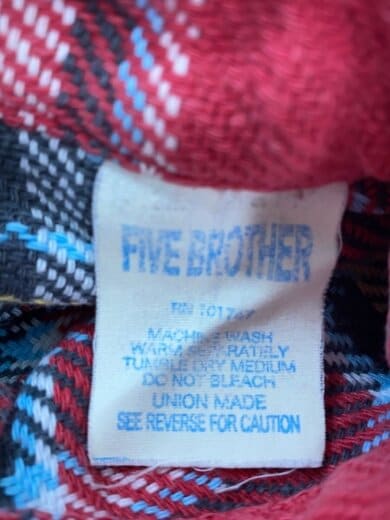 FIVE BROTHER
RN 101747
MACHINE WASH
WARM SEPARATELY
TUMBLE DRY MEDIUM
DO NOT BLEACH
UNION MADE
SEE REVERSE FOR CAUTION